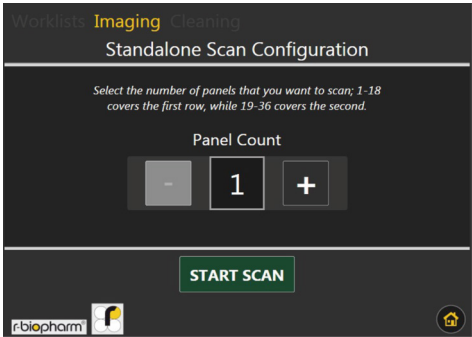 Worklists Imaging Cleaning
Standalone Scan Configuration
Select the number of panels that you want to scan; 1-18
covers the first row, while 19-36 covers the second.
Panel Count
- 1 +
START SCAN
r-biopharm®